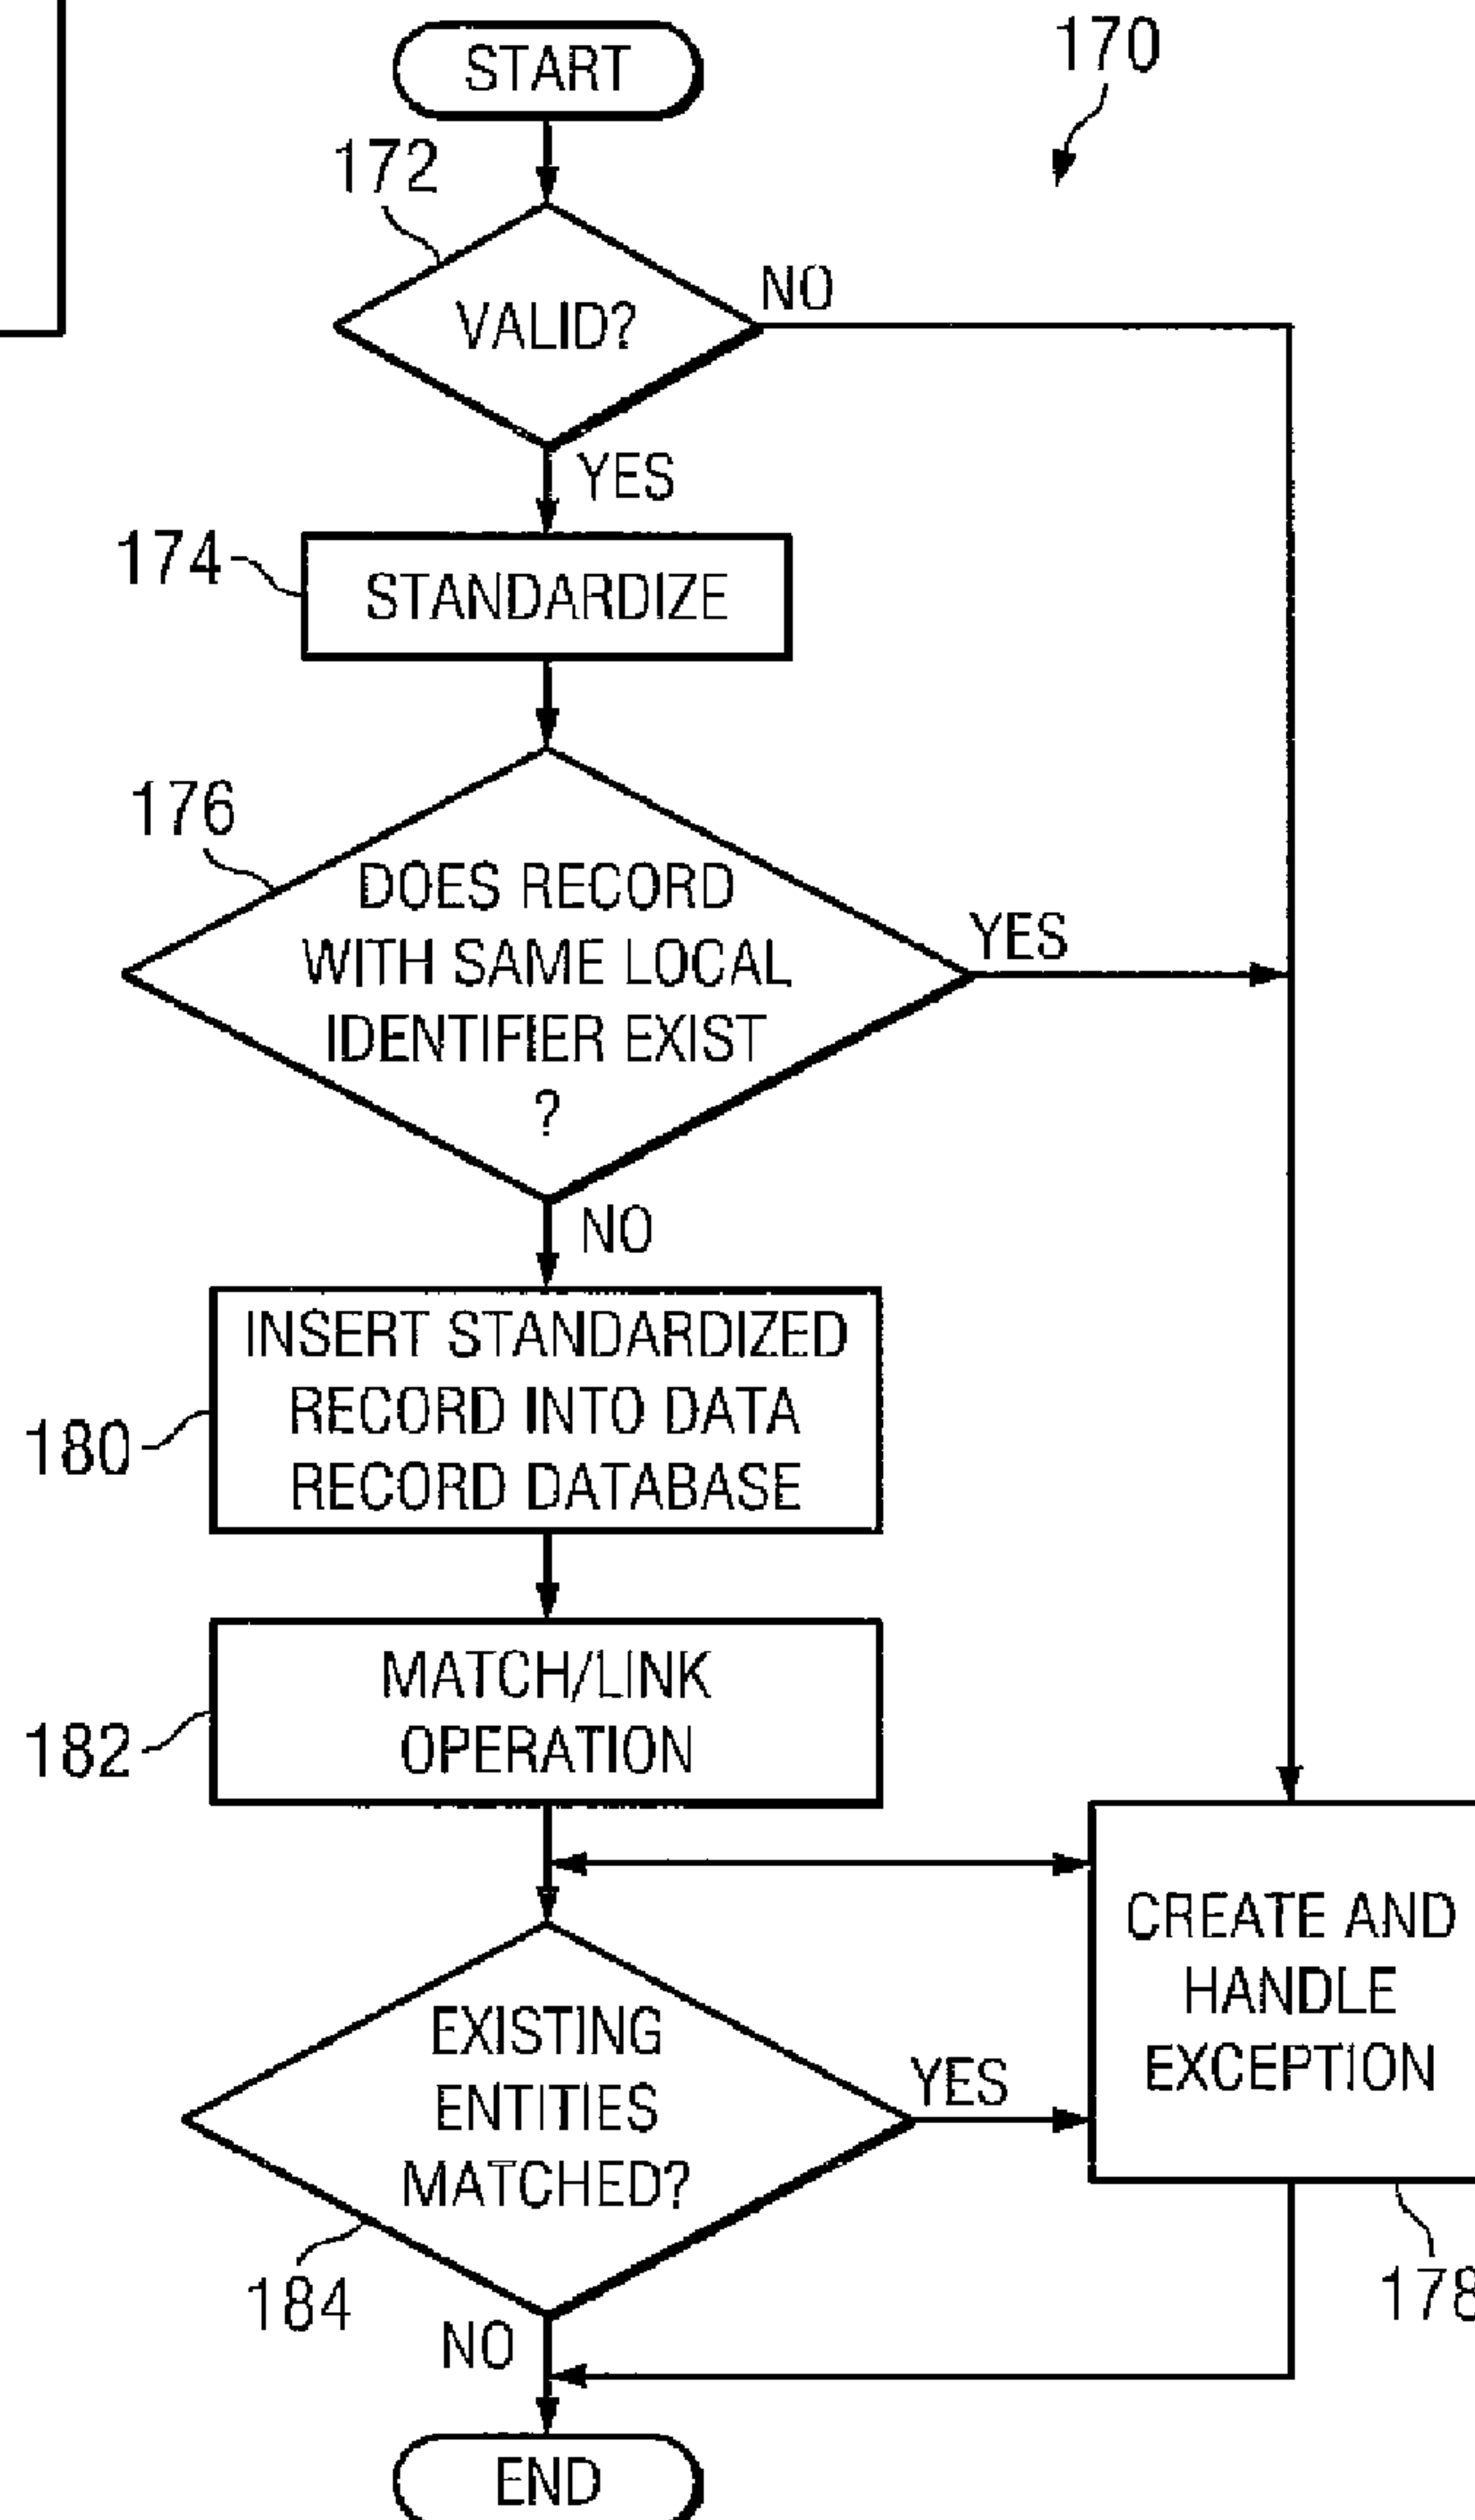 START
170
172
VALID?
NO
YES
174
STANDARDIZE
176
DOES RECORD
WITH SAME LOCAL
IDENTIFIER EXIST
?
YES
NO
INSERT STANDARDIZED
RECORD INTO DATA
RECORD DATABASE
180
MATCH/LINK
OPERATION
182
CREATE AND
HANDLE
EXCEPTION
EXISTING
ENTITIES
MATCHED?
YES
184
178
NO
END